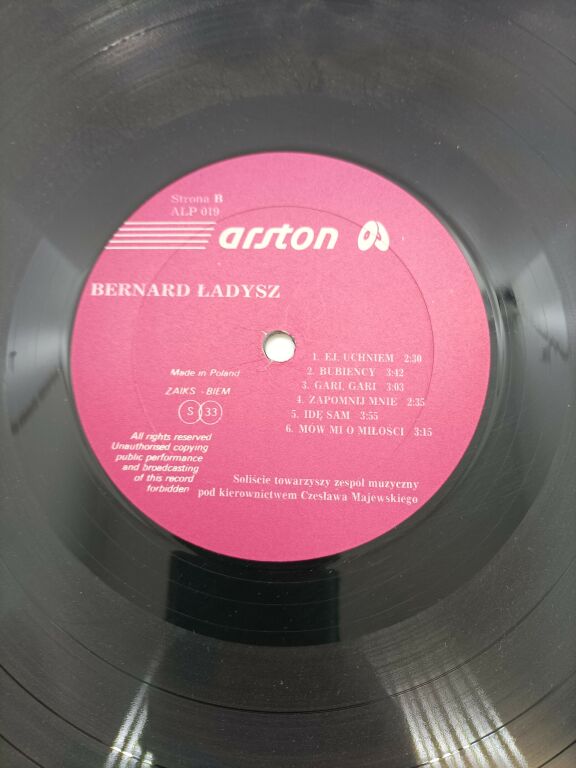 Strona B
ALP 019
arston
BERNARD ŁADYSZ
1. EJ, UCHNIEM 2:30
2. BUBIEŃCY 3:42
3. GARI, GARI 3:03
4. ZAPOMNIJ MNIE 2:35
5. IDĘ SAM 3:55
6. MÓW MI O MIŁOŚCI 3:15
Made in Poland
ZAIKS - BIEM
S 33
All rights reserved
Unauthorised copying
public performance
and broadcasting
of this record
forbidden
Soliście towarzyszy zespół muzyczny
pod kierownictwem Czesława Majewskiego